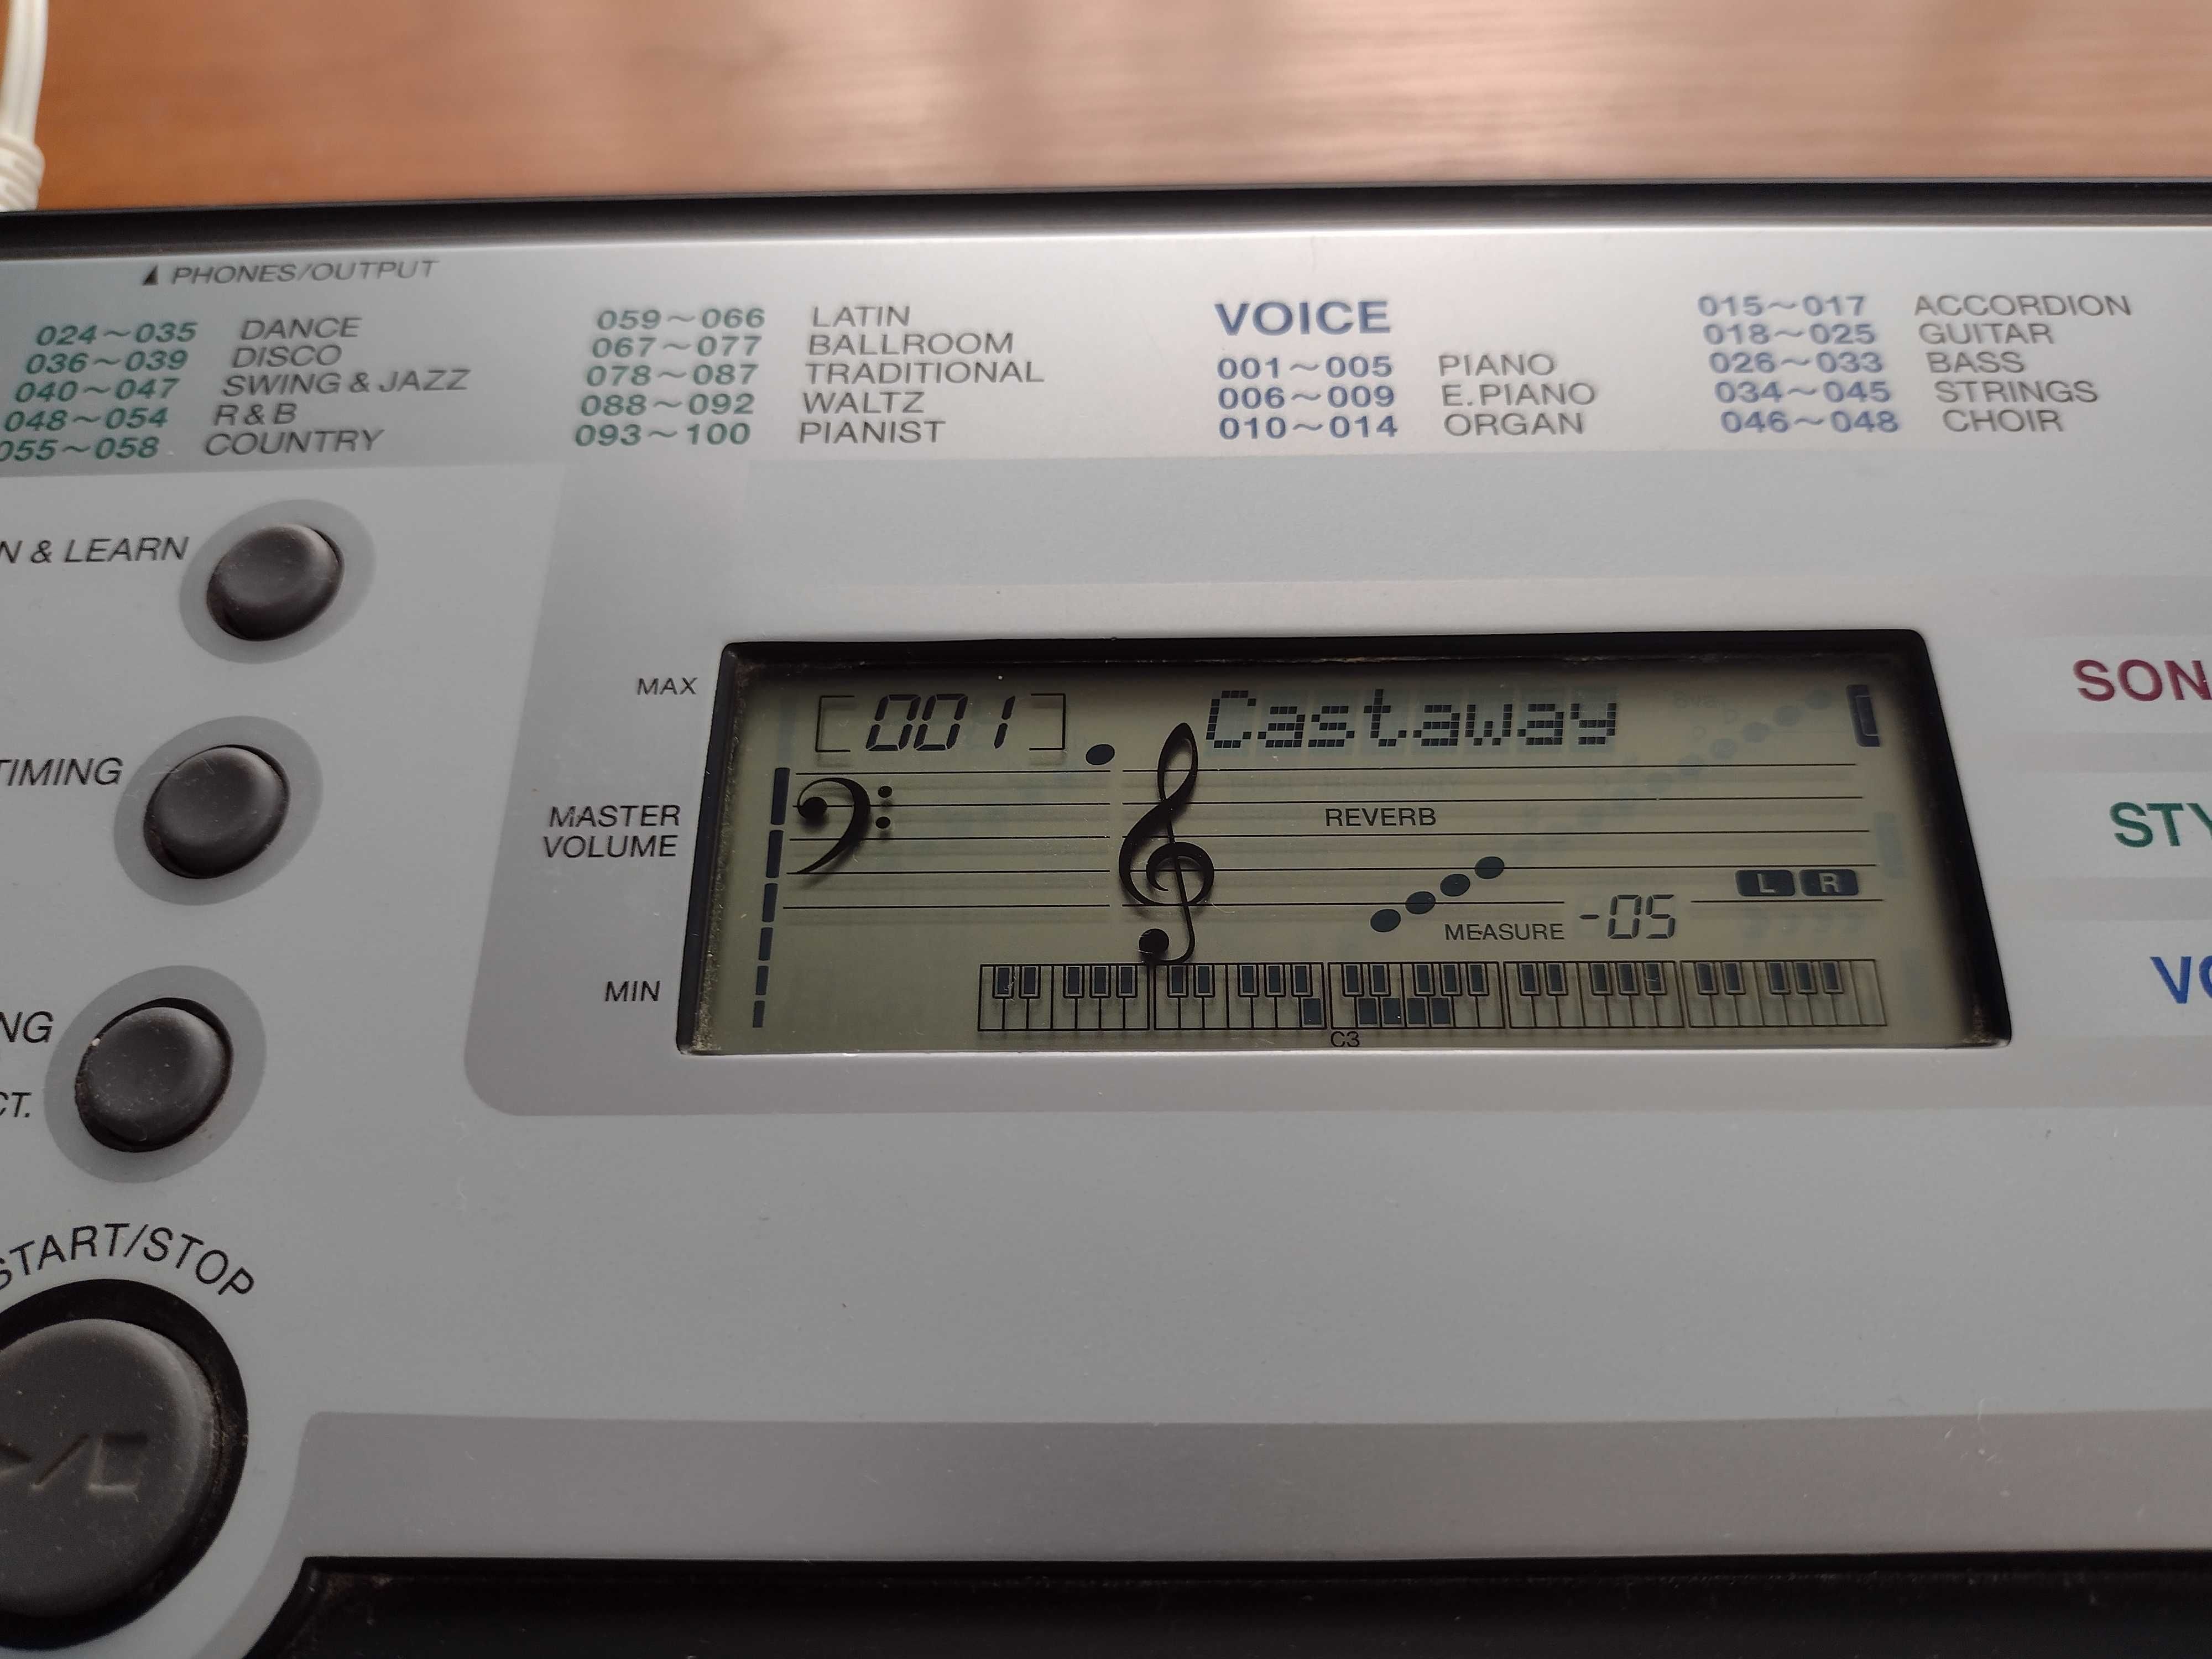 ▲ PHONES/OUTPUT
024~035 DANCE
036~039 DISCO
040~047 SWING & JAZZ
048~054 R & B
055~058 COUNTRY
059~066 LATIN
067~077 BALLROOM
078~087 TRADITIONAL
088~092 WALTZ
093~100 PIANIST
VOICE
001~005 PIANO
006~009 E.PIANO
010~014 ORGAN
015~017 ACCORDION
018~025 GUITAR
026~033 BASS
034~045 STRINGS
046~048 CHOIR
N & LEARN
TIMING
NG
CT.
START/STOP
MAX
MASTER
VOLUME
MIN
001 Castaway
REVERB
L R
MEASURE -05
C3
SON
STY
VO